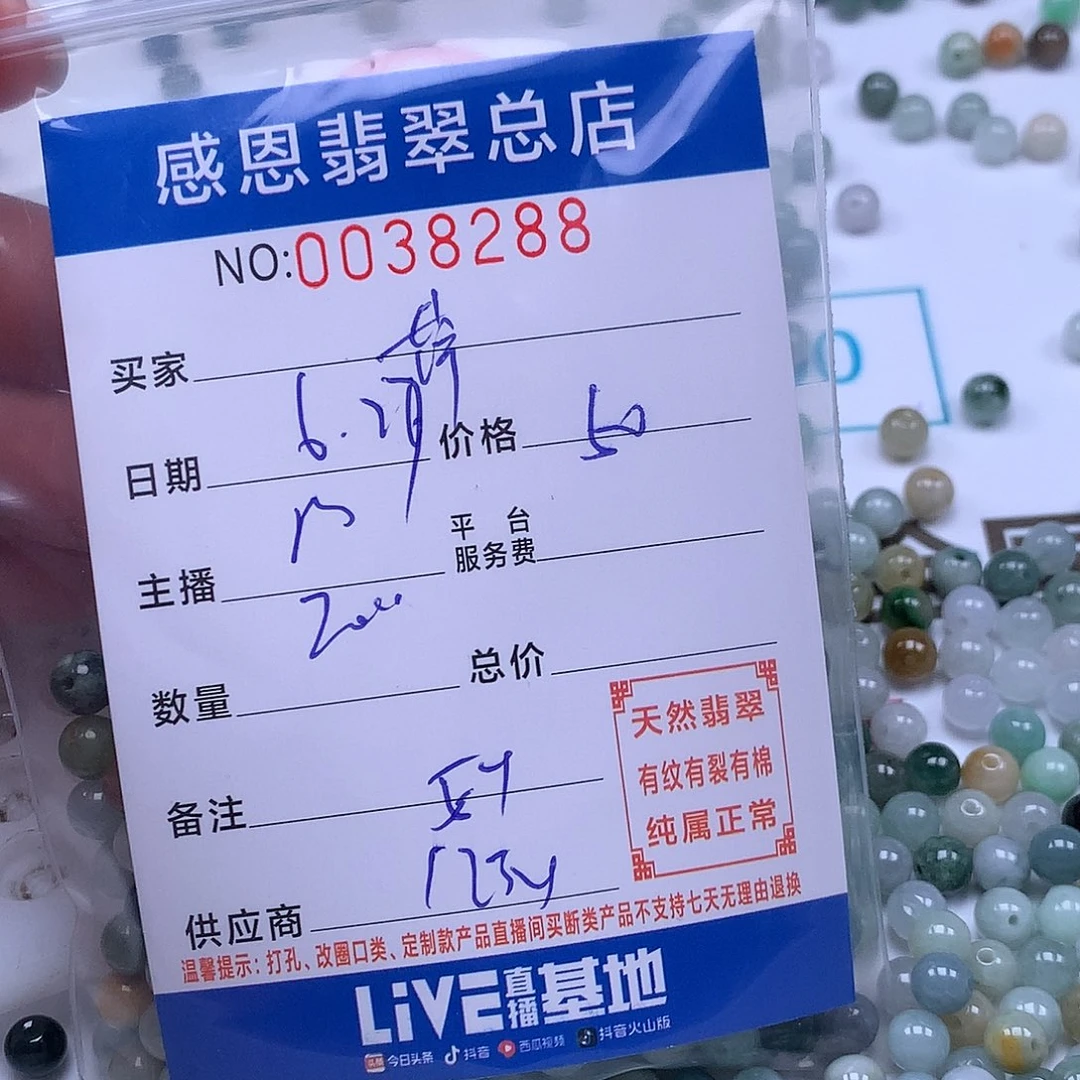 感恩翡翠总店
NO:0038288
买家
日期 价格 50
主播
平台
服务费
数量 总价
天然翡翠
有纹有裂有棉
纯属正常
备注
供应商
温馨提示：打孔、改圈口类、定制款产品直播间买断类产品不支持七天无理由退换
LiVE直播基地
头条 今日头条 抖音 西瓜视频 抖音火山版